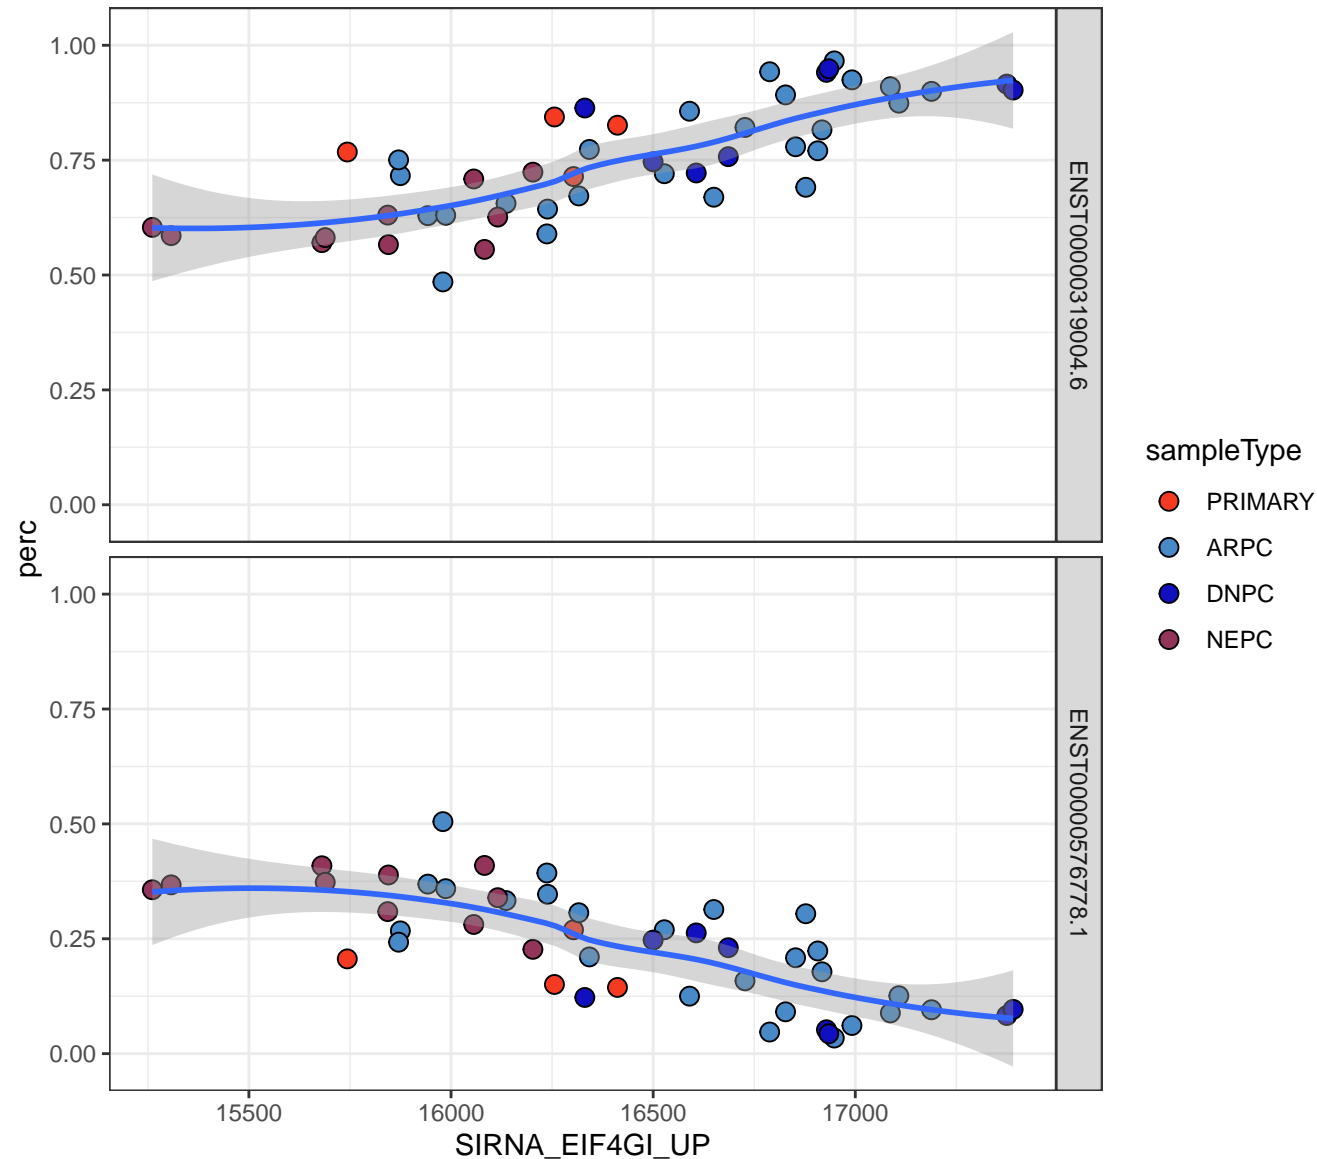 1.00
0.75
0.50
0.25
0.00
ENST00000319004.6
perc
1.00
0.75
0.50
0.25
0.00
ENST00000576778.1
15500 16000 16500 17000
SIRNA_EIF4GI_UP
sampleType
PRIMARY
ARPC
DNPC
NEPC